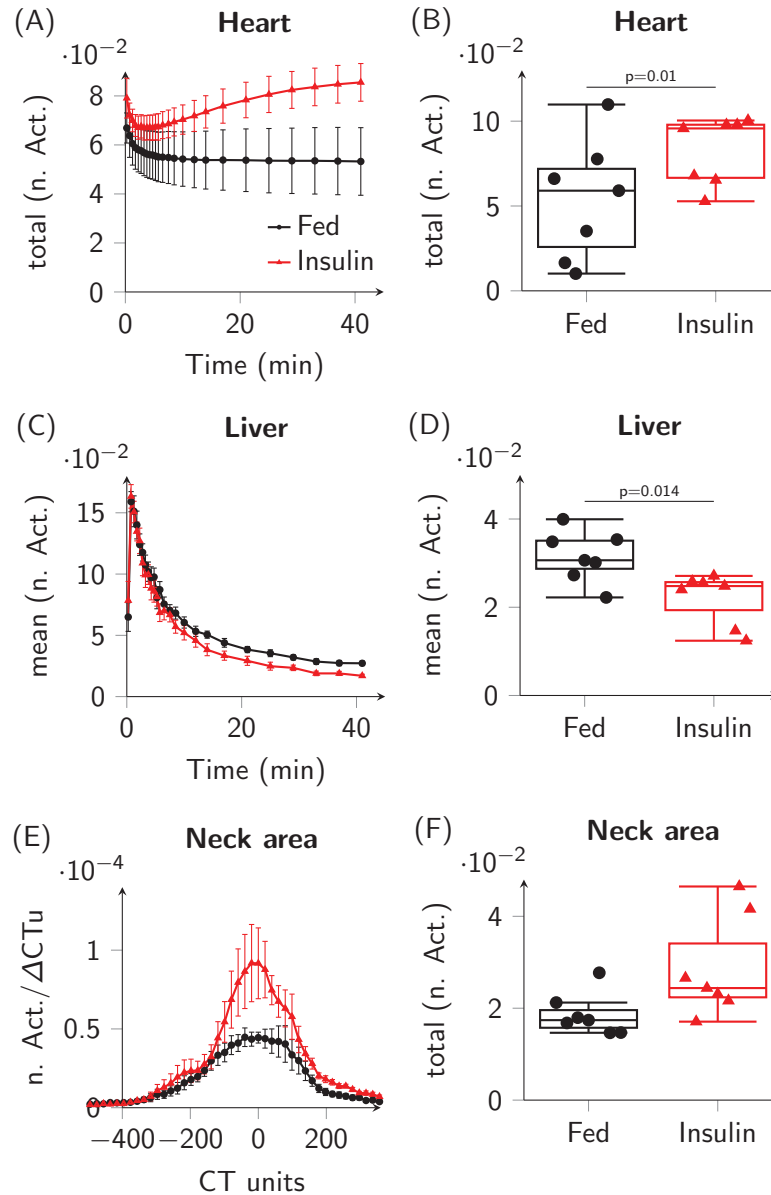 (A) Heart
·10⁻²
total (n. Act.)
8
6
4
2
0
Fed
Insulin
0 20 40
Time (min)
(B) Heart
·10⁻²
p=0.01
total (n. Act.)
10
5
0
Fed Insulin
(C) Liver
·10⁻²
mean (n. Act.)
15
10
5
0
0 20 40
Time (min)
(D) Liver
·10⁻²
p=0.014
mean (n. Act.)
4
2
0
Fed Insulin
(E) Neck area
·10⁻⁴
n. Act./ΔCTu
1
0.5
0
−400 −200 0 200
CT units
(F) Neck area
·10⁻²
total (n. Act.)
4
2
0
Fed Insulin